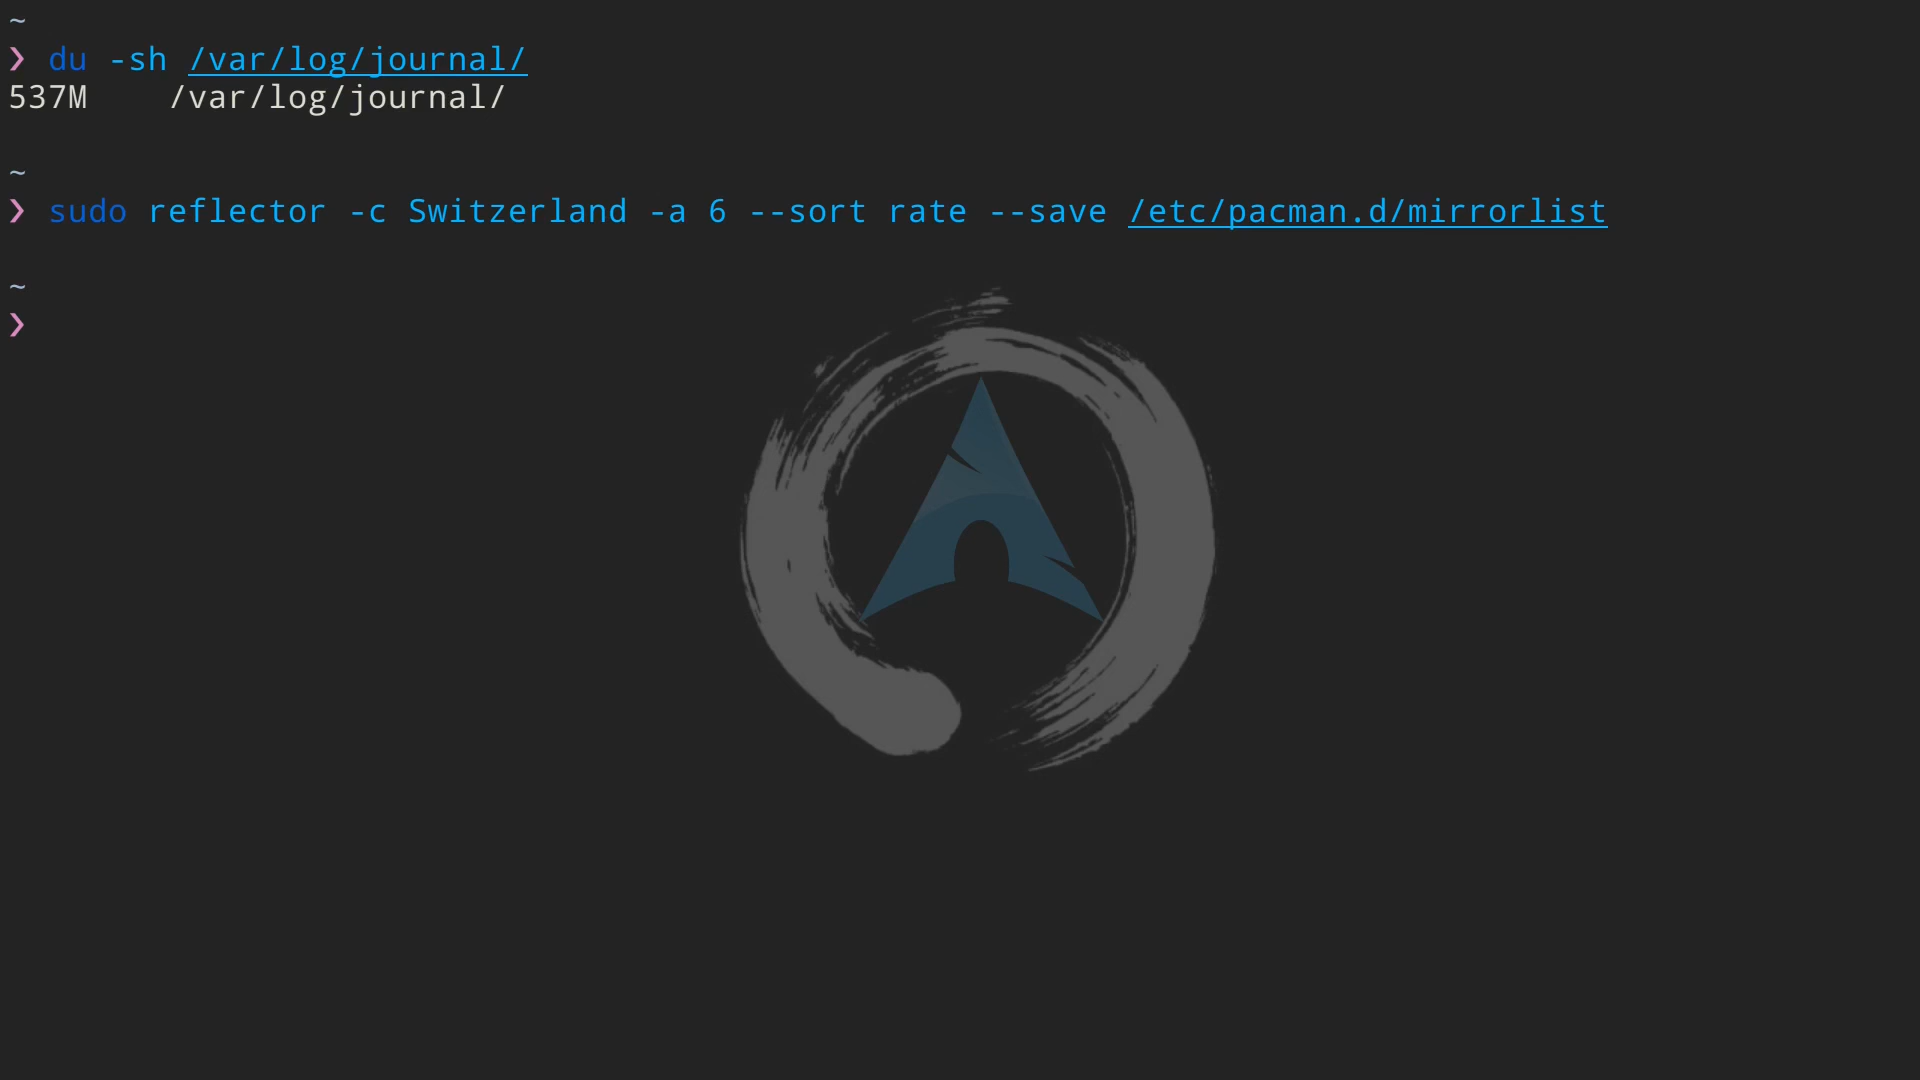 ~
❯ du -sh /var/log/journal/
537M    /var/log/journal/
~
❯ sudo reflector -c Switzerland -a 6 --sort rate --save /etc/pacman.d/mirrorlist
~
❯